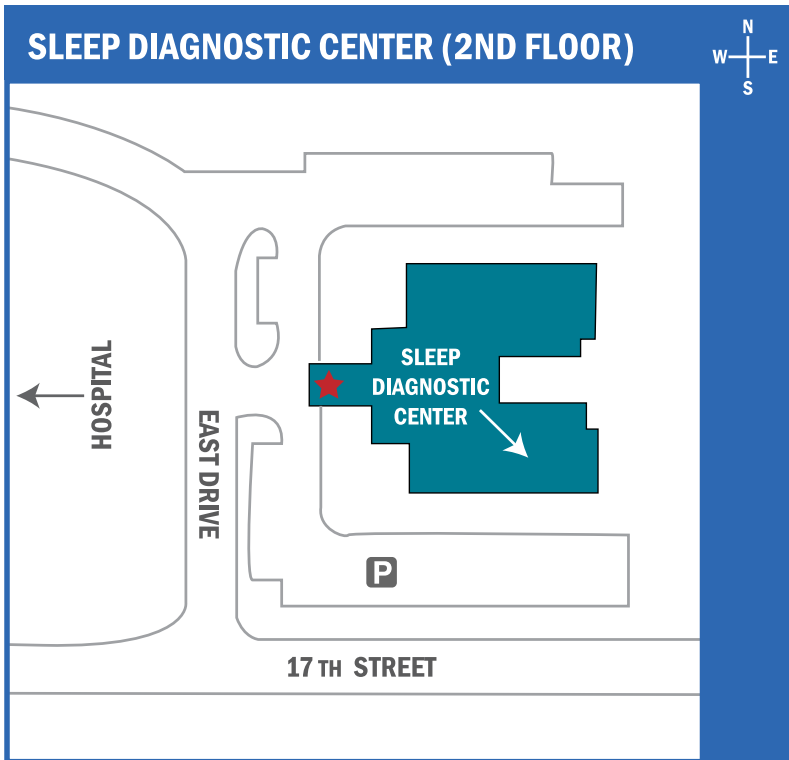 SLEEP DIAGNOSTIC CENTER (2ND FLOOR)
N
W E
S
HOSPITAL
EAST DRIVE
SLEEP
DIAGNOSTIC
CENTER
P
17 TH STREET